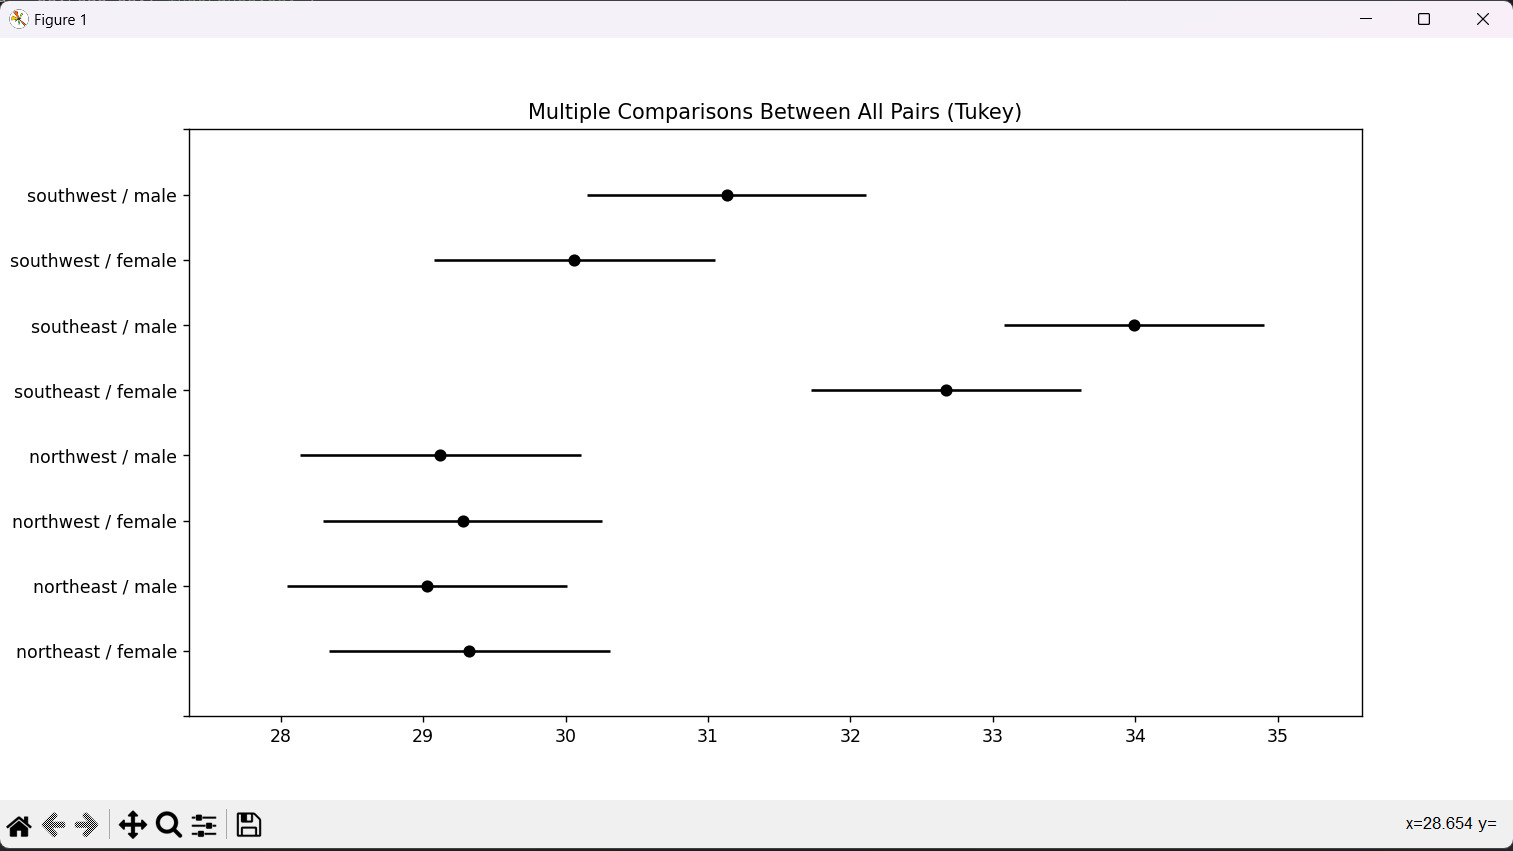 Figure 1
Multiple Comparisons Between All Pairs (Tukey)
southwest / male
southwest / female
southeast / male
southeast / female
northwest / male
northwest / female
northeast / male
northeast / female
28 29 30 31 32 33 34 35
x=28.654 y=